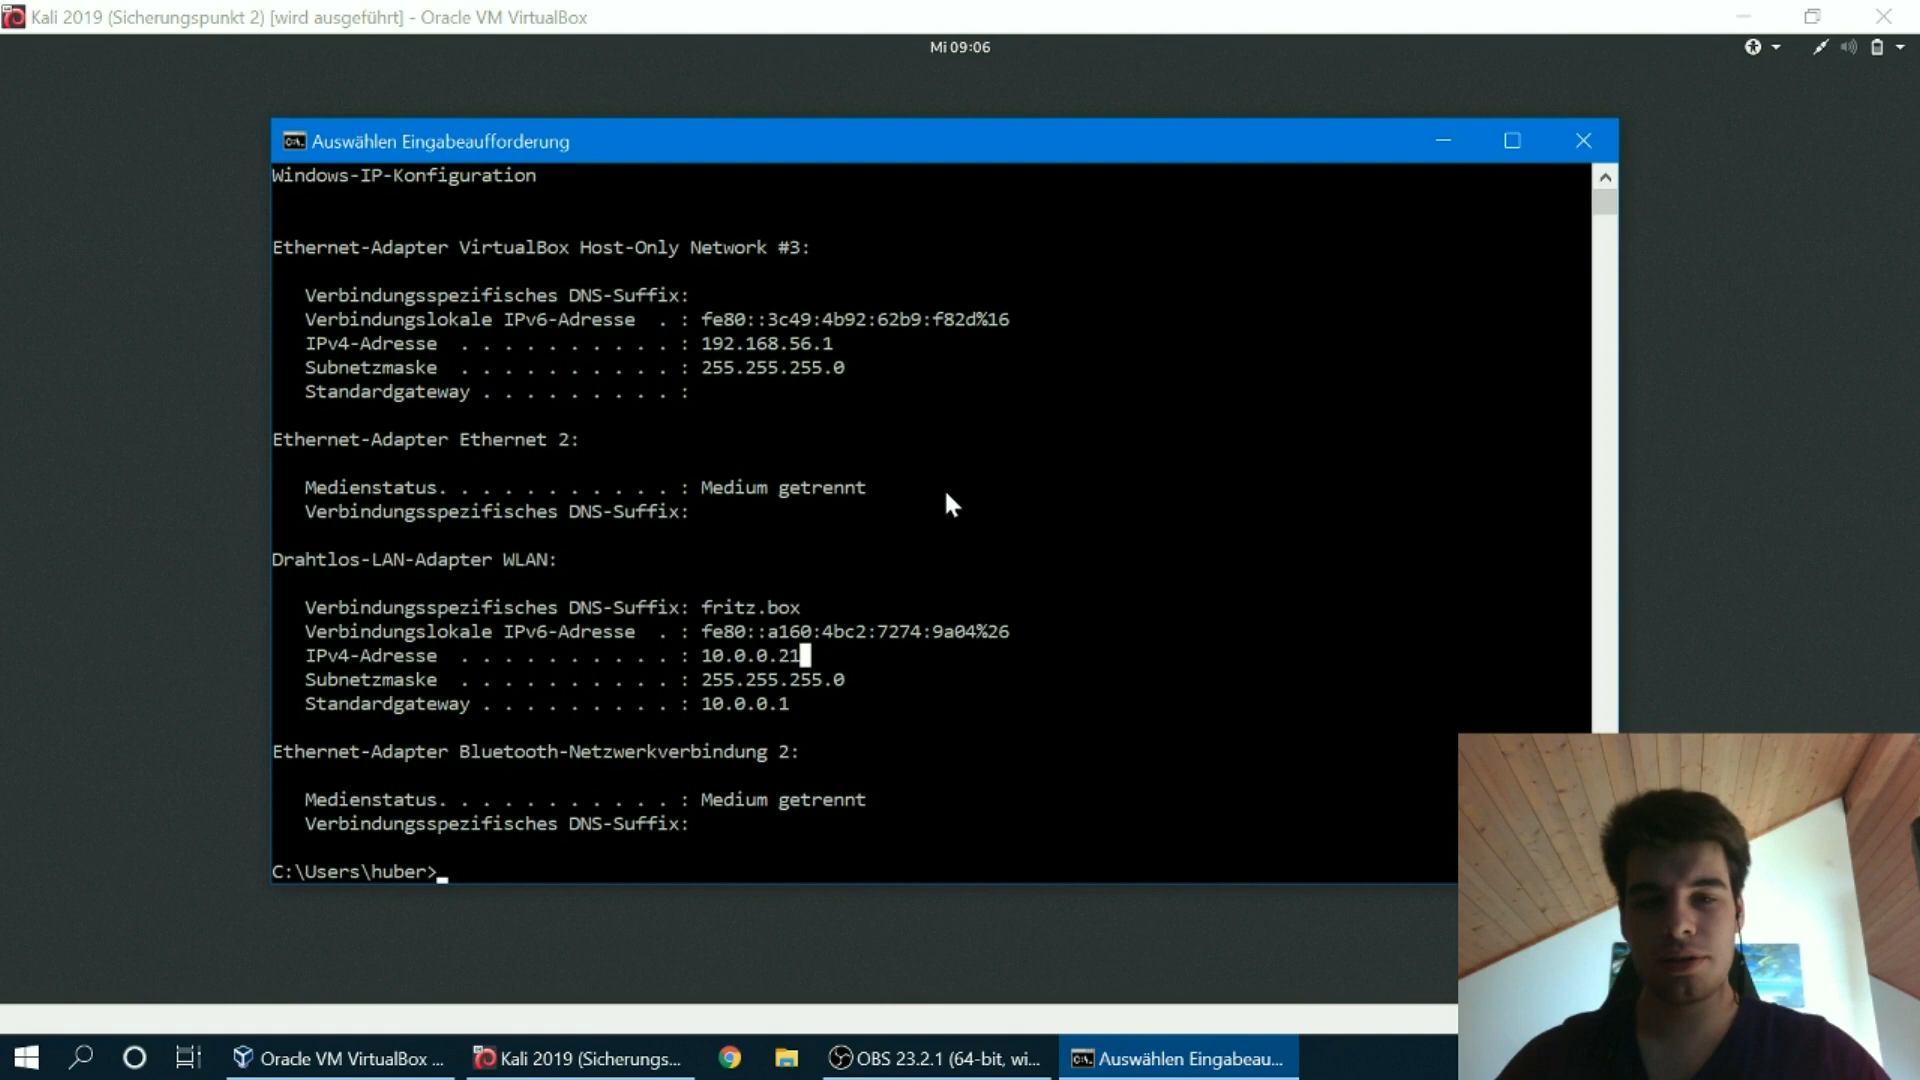 Kali 2019 (Sicherungspunkt 2) [wird ausgeführt] - Oracle VM VirtualBox
Mi 09:06
Auswählen Eingabeaufforderung
Windows-IP-Konfiguration
Ethernet-Adapter VirtualBox Host-Only Network #3:
Verbindungsspezifisches DNS-Suffix:
Verbindungslokale IPv6-Adresse  . : fe80::3c49:4b92:62b9:f82d%16
IPv4-Adresse  . . . . . . . . . . : 192.168.56.1
Subnetzmaske  . . . . . . . . . . : 255.255.255.0
Standardgateway . . . . . . . . . :
Ethernet-Adapter Ethernet 2:
Medienstatus. . . . . . . . . . . : Medium getrennt
Verbindungsspezifisches DNS-Suffix:
Drahtlos-LAN-Adapter WLAN:
Verbindungsspezifisches DNS-Suffix: fritz.box
Verbindungslokale IPv6-Adresse  . : fe80::a160:4bc2:7274:9a04%26
IPv4-Adresse  . . . . . . . . . . : 10.0.0.21
Subnetzmaske  . . . . . . . . . . : 255.255.255.0
Standardgateway . . . . . . . . . : 10.0.0.1
Ethernet-Adapter Bluetooth-Netzwerkverbindung 2:
Medienstatus. . . . . . . . . . . : Medium getrennt
Verbindungsspezifisches DNS-Suffix:
C:\Users\huber>_
Oracle VM VirtualBox ...
Kali 2019 (Sicherungs...
OBS 23.2.1 (64-bit, wi...
Auswählen Eingabeau...